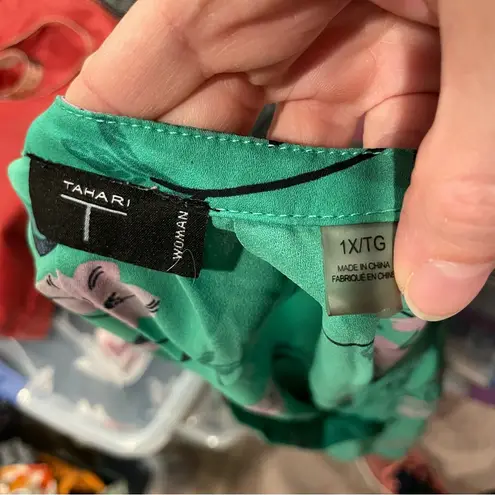 TAHARI
T
WOMAN
1X/TG
MADE IN CHINA
FABRIQUÉ EN CHINE